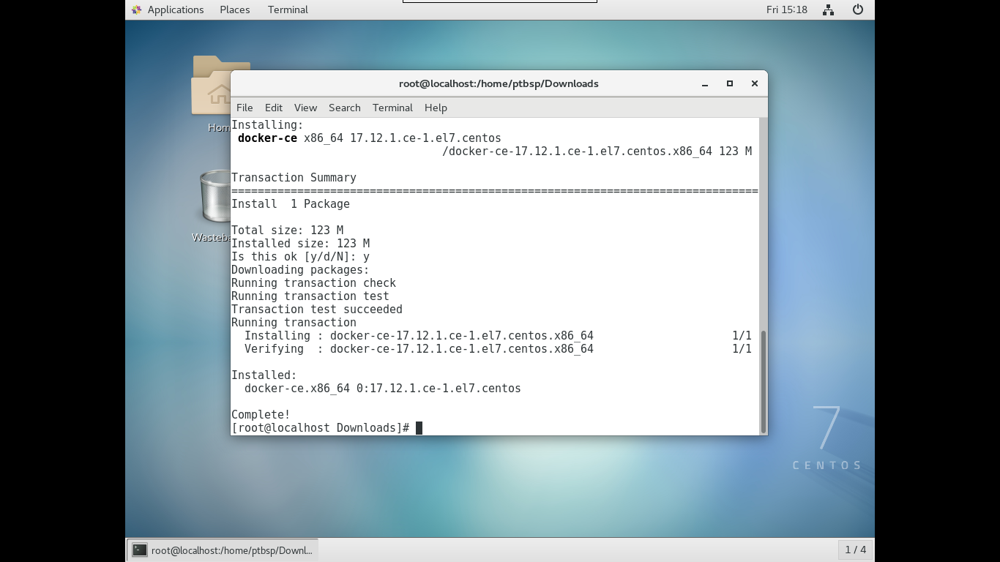 Applications Places Terminal Fri 15:18
Home
Wasteb
root@localhost:/home/ptbsp/Downloads
File Edit View Search Terminal Help
Installing:
 docker-ce x86_64 17.12.1.ce-1.el7.centos
                                /docker-ce-17.12.1.ce-1.el7.centos.x86_64 123 M
Transaction Summary
================================================================================
Install  1 Package
Total size: 123 M
Installed size: 123 M
Is this ok [y/d/N]: y
Downloading packages:
Running transaction check
Running transaction test
Transaction test succeeded
Running transaction
  Installing : docker-ce-17.12.1.ce-1.el7.centos.x86_64                     1/1
  Verifying  : docker-ce-17.12.1.ce-1.el7.centos.x86_64                     1/1
Installed:
  docker-ce.x86_64 0:17.12.1.ce-1.el7.centos
Complete!
[root@localhost Downloads]#
7
CENTOS
root@localhost:/home/ptbsp/Downl...
1 / 4